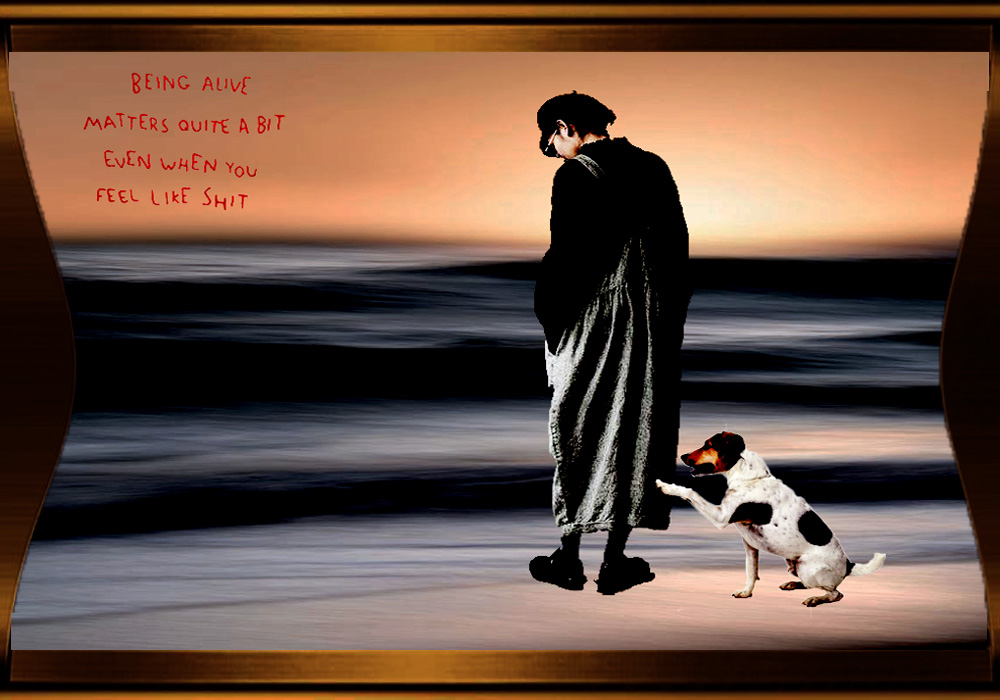 BEING ALIVE
MATTERS QUITE A BIT
EVEN WHEN YOU
FEEL LIKE SHIT